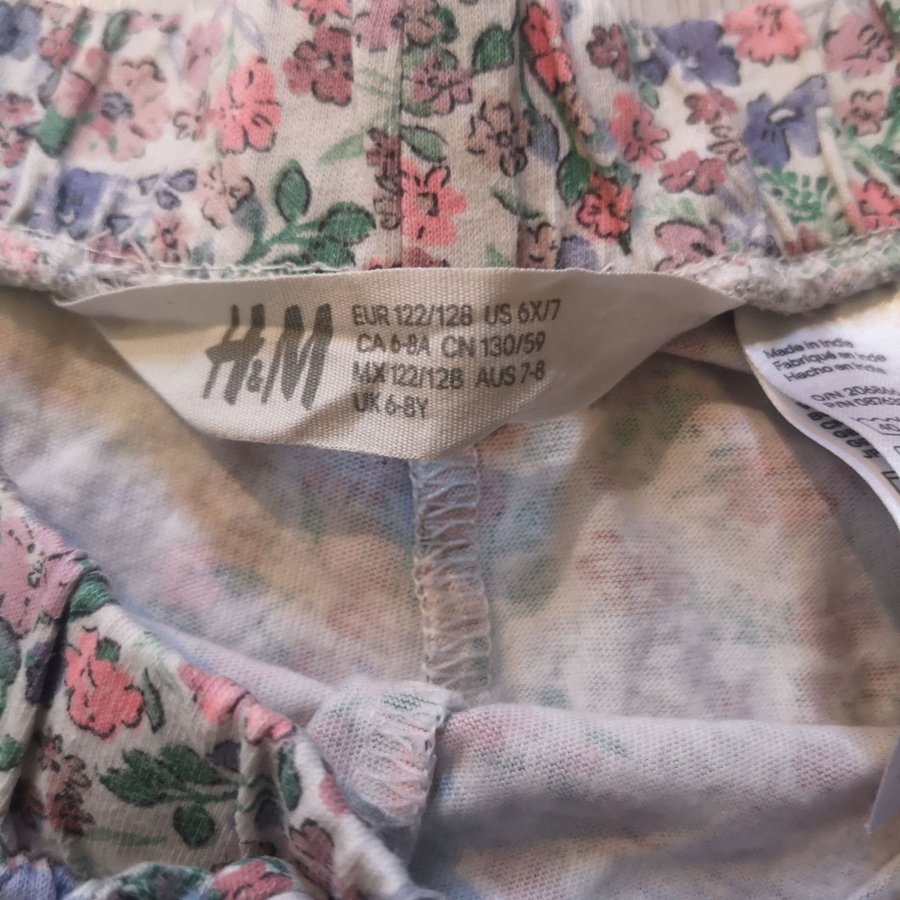 H&M
EUR 122/128 US 6X/7
CA 6-8A CN 130/59
MX 122/128 AUS 7-8
UK 6-8Y
Made in India
Fabriqué en Inde
Hecho en India
O/N
P/N
40